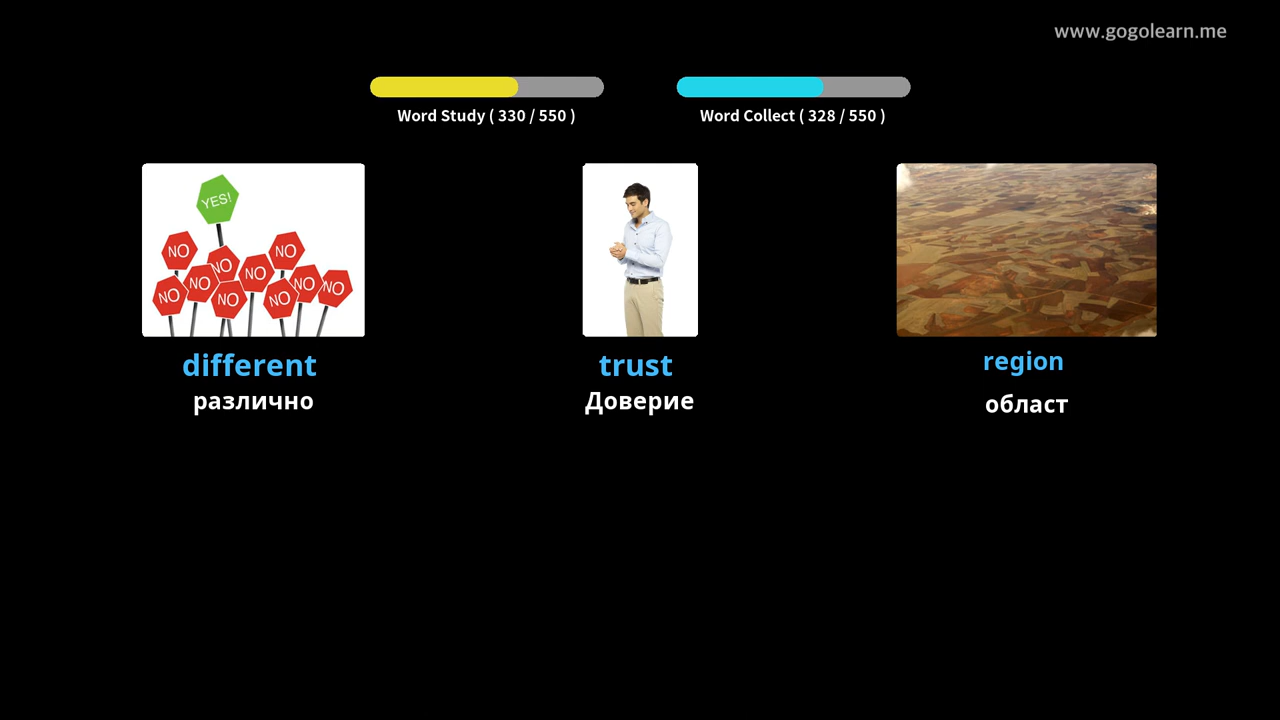 www.gogolearn.me
Word Study ( 330 / 550 )
Word Collect ( 328 / 550 )
YES!
NO
NO
NO
NO
NO
NO
NO
NO
NO
NO
different
trust
region
различно
Доверие
област